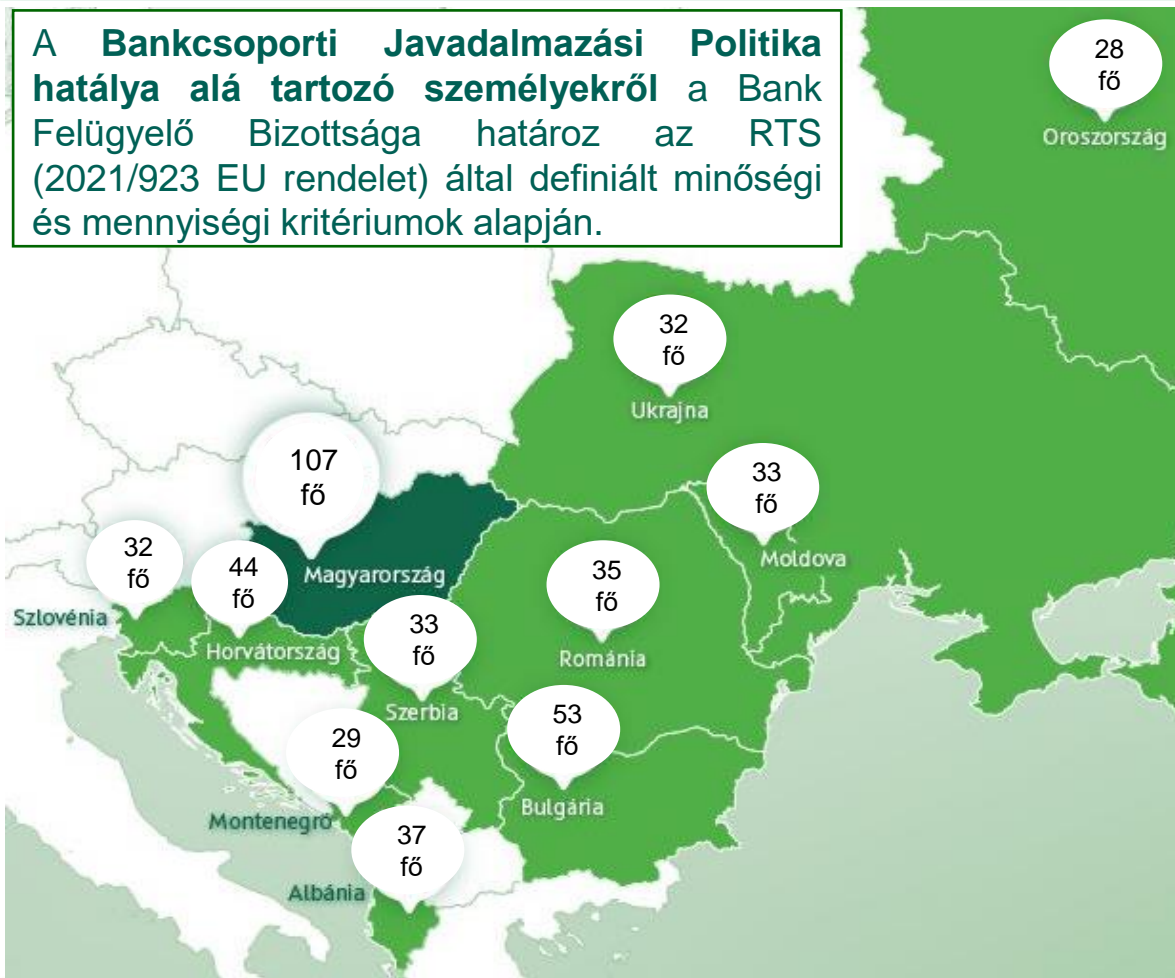 A Bankcsoporti Javadalmazási Politika
hatálya alá tartozó személyekről a Bank
Felügyelő Bizottsága határoz az RTS
(2021/923 EU rendelet) által definiált minőségi
és mennyiségi kritériumok alapján.
28
fő
Oroszország
32
fő
Ukrajna
107
fő
Magyarország
33
fő
Moldova
32
fő
Szlovénia
44
fő
Horvátország
35
fő
Románia
33
fő
Szerbia
53
fő
Bulgária
29
fő
Montenegró
37
fő
Albánia